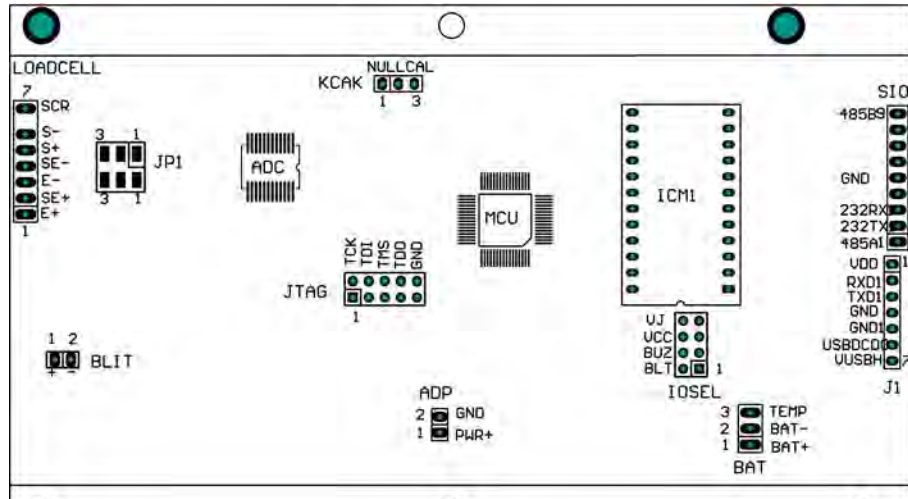 LOADCELL
7
SCR
S-
S+
SE-
E-
SE+
E+
1
3 1
JP1
3 1
ADC
NULLCAL
KCAK
1 3
TCK
TDI
TMS
TDO
GND
JTAG
1
MCU
ICM1
SIO
485B9
GND
232RX
232TX
485A1
VDD 1
RXD1
TXD1
GND
GND1
USBDCDD
VUSBH 7
J1
VJ
VCC
BUZ
BLT 1
IOSEL
1 2
BLIT
+ -
ADP
2 GND
1 PWR+
3 TEMP
2 BAT-
1 BAT+
BAT